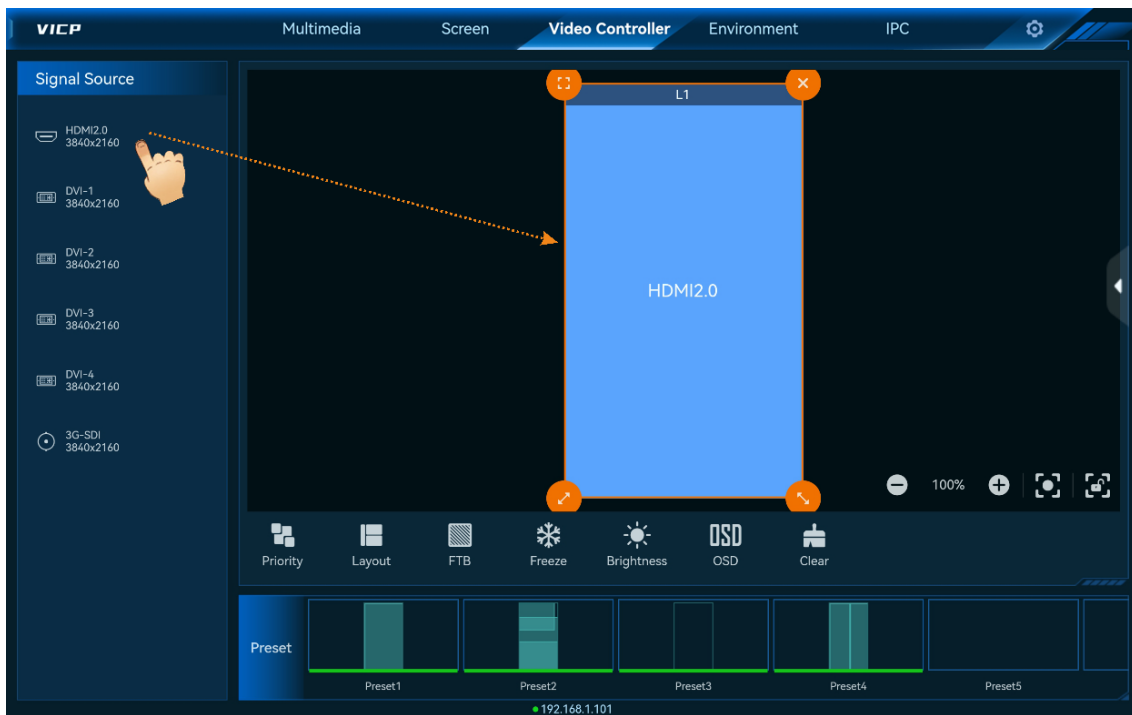 VICP
Multimedia
Screen
Video Controller
Environment
IPC
Signal Source
HDMI2.0
3840x2160
DVI-1
3840x2160
DVI-2
3840x2160
DVI-3
3840x2160
DVI-4
3840x2160
3G-SDI
3840x2160
L1
HDMI2.0
100%
Priority
Layout
FTB
Freeze
Brightness
OSD
OSD
Clear
Preset
Preset1
Preset2
Preset3
Preset4
Preset5
192.168.1.101